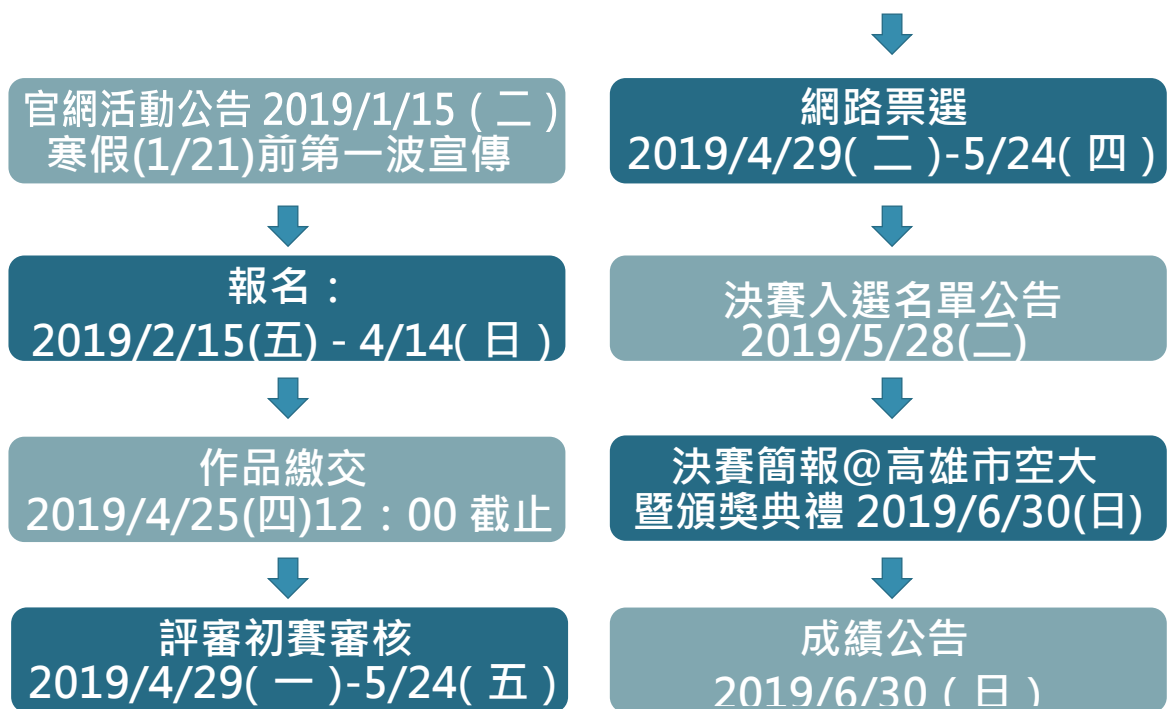 官網活動公告 2019/1/15 ( 二 )
寒假(1/21)前第一波宣傳
報名：
2019/2/15(五) - 4/14( 日 )
作品繳交
2019/4/25(四)12：00 截止
評審初賽審核
2019/4/29( 一 )-5/24( 五 )
網路票選
2019/4/29( 二 )-5/24( 四 )
決賽入選名單公告
2019/5/28(二)
決賽簡報@高雄市空大
暨頒獎典禮 2019/6/30(日)
成績公告
2019/6/30 ( 日 )